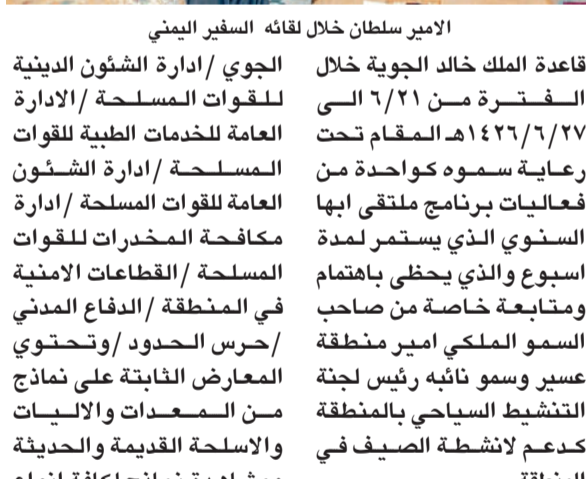 الامير سلطان خلال لقائه السفير اليمني
قاعدة الملك خالد الجوية خلال
الفترة من ٦/٢١ الى
١٤٢٦/٦/٢٧هـ المقام تحت
رعاية سموه كواحدة من
فعاليات برنامج ملتقى ابها
السنوي الذي يستمر لمدة
اسبوع والذي يحظى باهتمام
ومتابعة خاصة من صاحب
السمو الملكي امير منطقة
عسير وسمو نائبه رئيس لجنة
التنشيط السياحي بالمنطقة
كدعم لانشطة الصيف في
المنطقة
الجوي /ادارة الشئون الدينية
للقوات المسلحة /الادارة
العامة للخدمات الطبية للقوات
المسلحة /ادارة الشئون
العامة للقوات المسلحة /ادارة
مكافحة المخدرات للقوات
المسلحة /القطاعات الامنية
في المنطقة /الدفاع المدني
/حرس الحدود /وتحتوي
المعارض الثابتة على نماذج
من المعدات والاليات
والاسلحة القديمة والحديثة